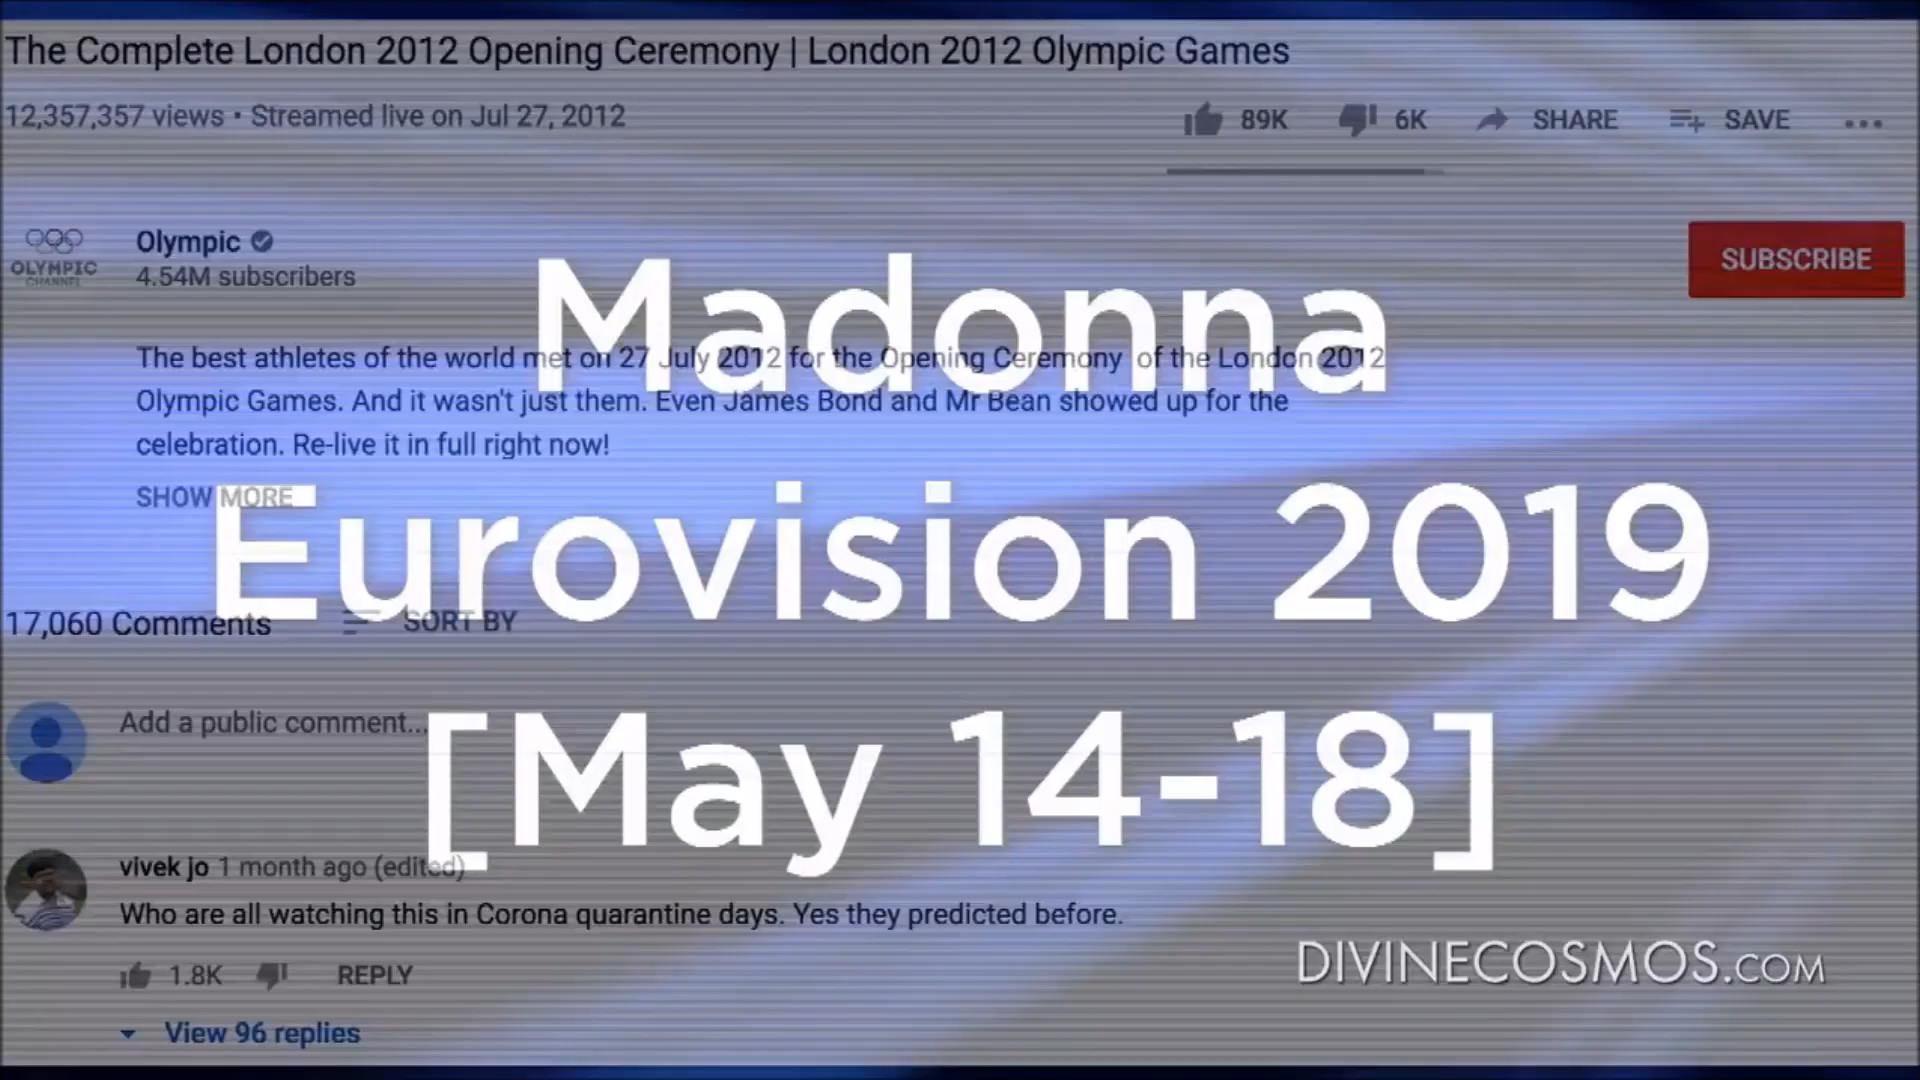 The Complete London 2012 Opening Ceremony | London 2012 Olympic Games
12,357,357 views • Streamed live on Jul 27, 2012
89K 6K SHARE SAVE
OLYMPIC
CHANNEL
Olympic
4.54M subscribers
SUBSCRIBE
Madonna
The best athletes of the world met on 27 July 2012 for the Opening Ceremony of the London 2012
Olympic Games. And it wasn't just them. Even James Bond and Mr Bean showed up for the
celebration. Re-live it in full right now!
SHOW MORE
Eurovision 2019
17,060 Comments SORT BY
Add a public comment...
[May 14-18]
vivek jo 1 month ago (edited)
Who are all watching this in Corona quarantine days. Yes they predicted before.
DIVINECOSMOS.COM
1.8K REPLY
View 96 replies